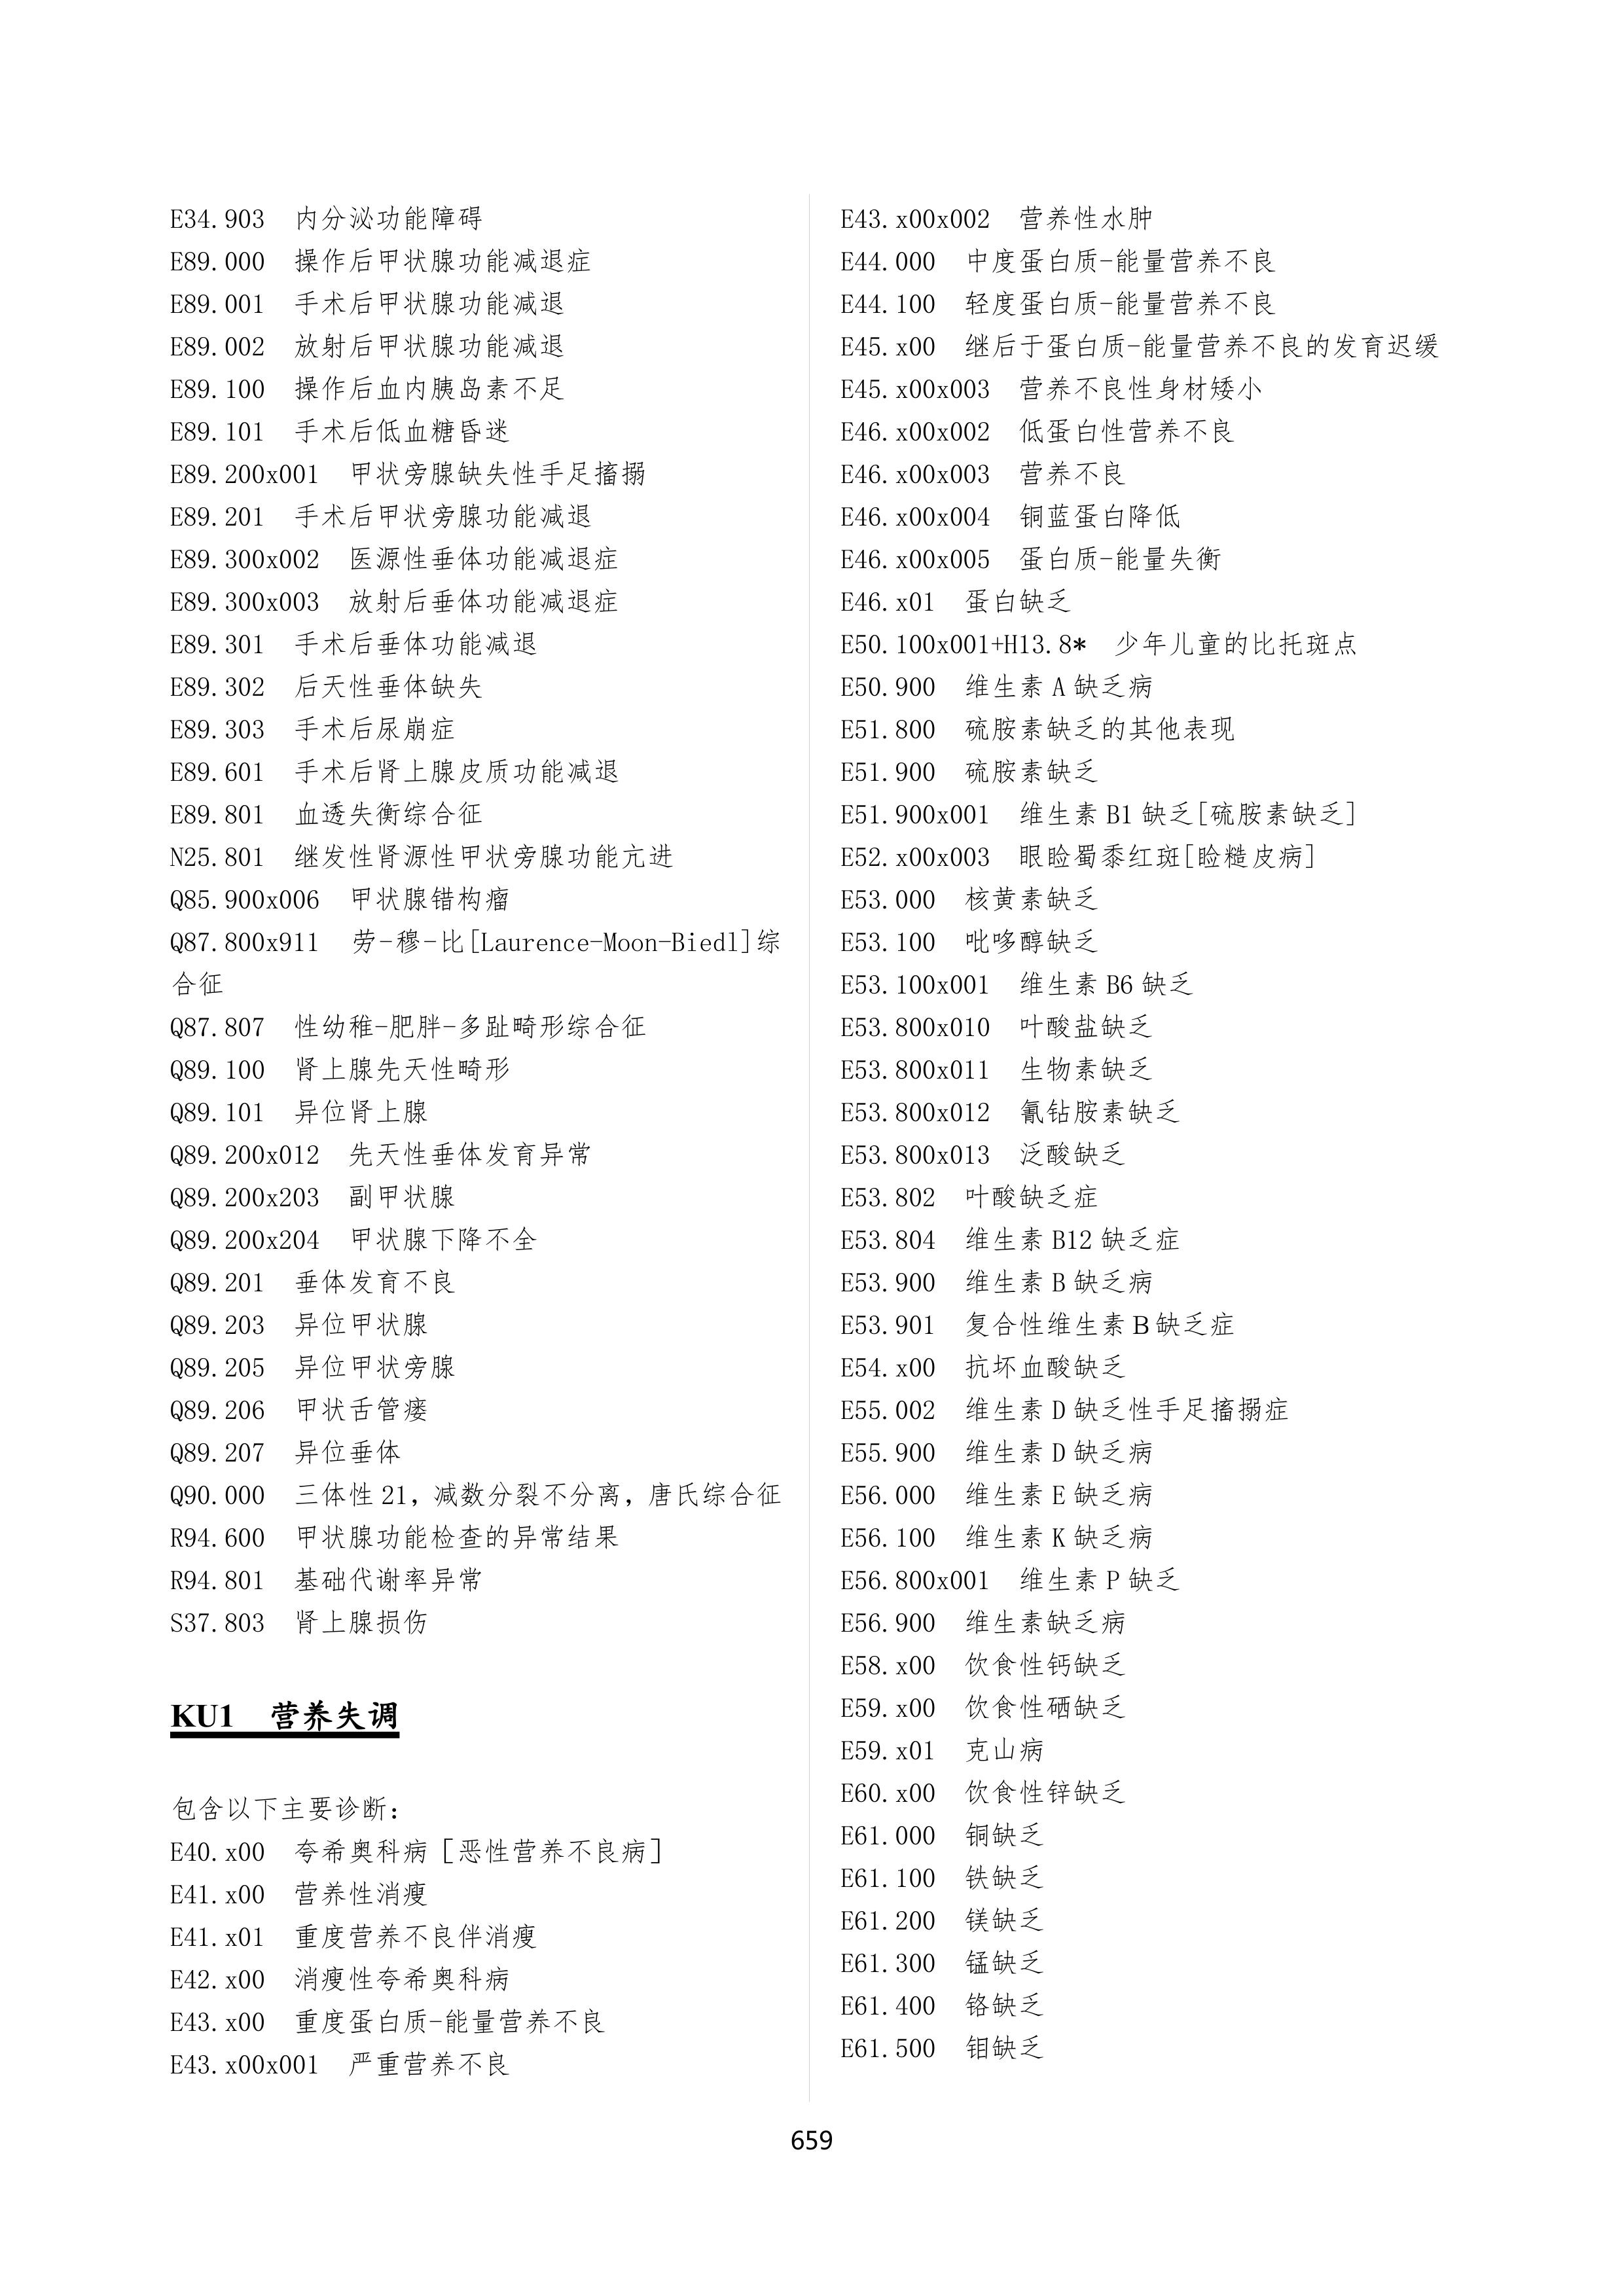 E34.903 内分泌功能障碍
E89.000 操作后甲状腺功能减退症
E89.001 手术后甲状腺功能减退
E89.002 放射后甲状腺功能减退
E89.100 操作后血内胰岛素不足
E89.101 手术后低血糖昏迷
E89.200x001 甲状旁腺缺失性手足搐搦
E89.201 手术后甲状旁腺功能减退
E89.300x002 医源性垂体功能减退症
E89.300x003 放射后垂体功能减退症
E89.301 手术后垂体功能减退
E89.302 后天性垂体缺失
E89.303 手术后尿崩症
E89.601 手术后肾上腺皮质功能减退
E89.801 血透失衡综合征
N25.801 继发性肾源性甲状旁腺功能亢进
Q85.900x006 甲状腺错构瘤
Q87.800x911 劳-穆-比[Laurence-Moon-Biedl]综
合征
Q87.807 性幼稚-肥胖-多趾畸形综合征
Q89.100 肾上腺先天性畸形
Q89.101 异位肾上腺
Q89.200x012 先天性垂体发育异常
Q89.200x203 副甲状腺
Q89.200x204 甲状腺下降不全
Q89.201 垂体发育不良
Q89.203 异位甲状腺
Q89.205 异位甲状旁腺
Q89.206 甲状舌管瘘
Q89.207 异位垂体
Q90.000 三体性21，减数分裂不分离，唐氏综合征
R94.600 甲状腺功能检查的异常结果
R94.801 基础代谢率异常
S37.803 肾上腺损伤
KU1 营养失调
包含以下主要诊断：
E40.x00 夸希奥科病［恶性营养不良病］
E41.x00 营养性消瘦
E41.x01 重度营养不良伴消瘦
E42.x00 消瘦性夸希奥科病
E43.x00 重度蛋白质-能量营养不良
E43.x00x001 严重营养不良
E43.x00x002 营养性水肿
E44.000 中度蛋白质-能量营养不良
E44.100 轻度蛋白质-能量营养不良
E45.x00 继后于蛋白质-能量营养不良的发育迟缓
E45.x00x003 营养不良性身材矮小
E46.x00x002 低蛋白性营养不良
E46.x00x003 营养不良
E46.x00x004 铜蓝蛋白降低
E46.x00x005 蛋白质-能量失衡
E46.x01 蛋白缺乏
E50.100x001+H13.8* 少年儿童的比托斑点
E50.900 维生素A缺乏病
E51.800 硫胺素缺乏的其他表现
E51.900 硫胺素缺乏
E51.900x001 维生素B1缺乏[硫胺素缺乏]
E52.x00x003 眼睑蜀黍红斑[睑糙皮病]
E53.000 核黄素缺乏
E53.100 吡哆醇缺乏
E53.100x001 维生素B6缺乏
E53.800x010 叶酸盐缺乏
E53.800x011 生物素缺乏
E53.800x012 氰钴胺素缺乏
E53.800x013 泛酸缺乏
E53.802 叶酸缺乏症
E53.804 维生素B12缺乏症
E53.900 维生素B缺乏病
E53.901 复合性维生素B缺乏症
E54.x00 抗坏血酸缺乏
E55.002 维生素D缺乏性手足搐搦症
E55.900 维生素D缺乏病
E56.000 维生素E缺乏病
E56.100 维生素K缺乏病
E56.800x001 维生素P缺乏
E56.900 维生素缺乏病
E58.x00 饮食性钙缺乏
E59.x00 饮食性硒缺乏
E59.x01 克山病
E60.x00 饮食性锌缺乏
E61.000 铜缺乏
E61.100 铁缺乏
E61.200 镁缺乏
E61.300 锰缺乏
E61.400 铬缺乏
E61.500 钼缺乏
659